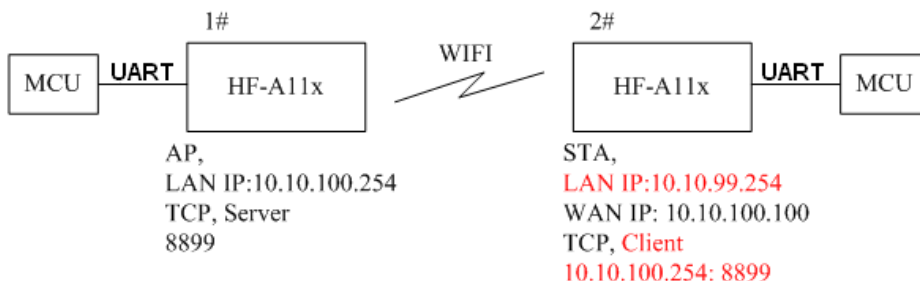 1#
2#
MCU
UART
HF-A11x
WIFI
HF-A11x
UART
MCU
AP,
LAN IP:10.10.100.254
TCP, Server
8899
STA,
LAN IP:10.10.99.254
WAN IP: 10.10.100.100
TCP, Client
10.10.100.254: 8899